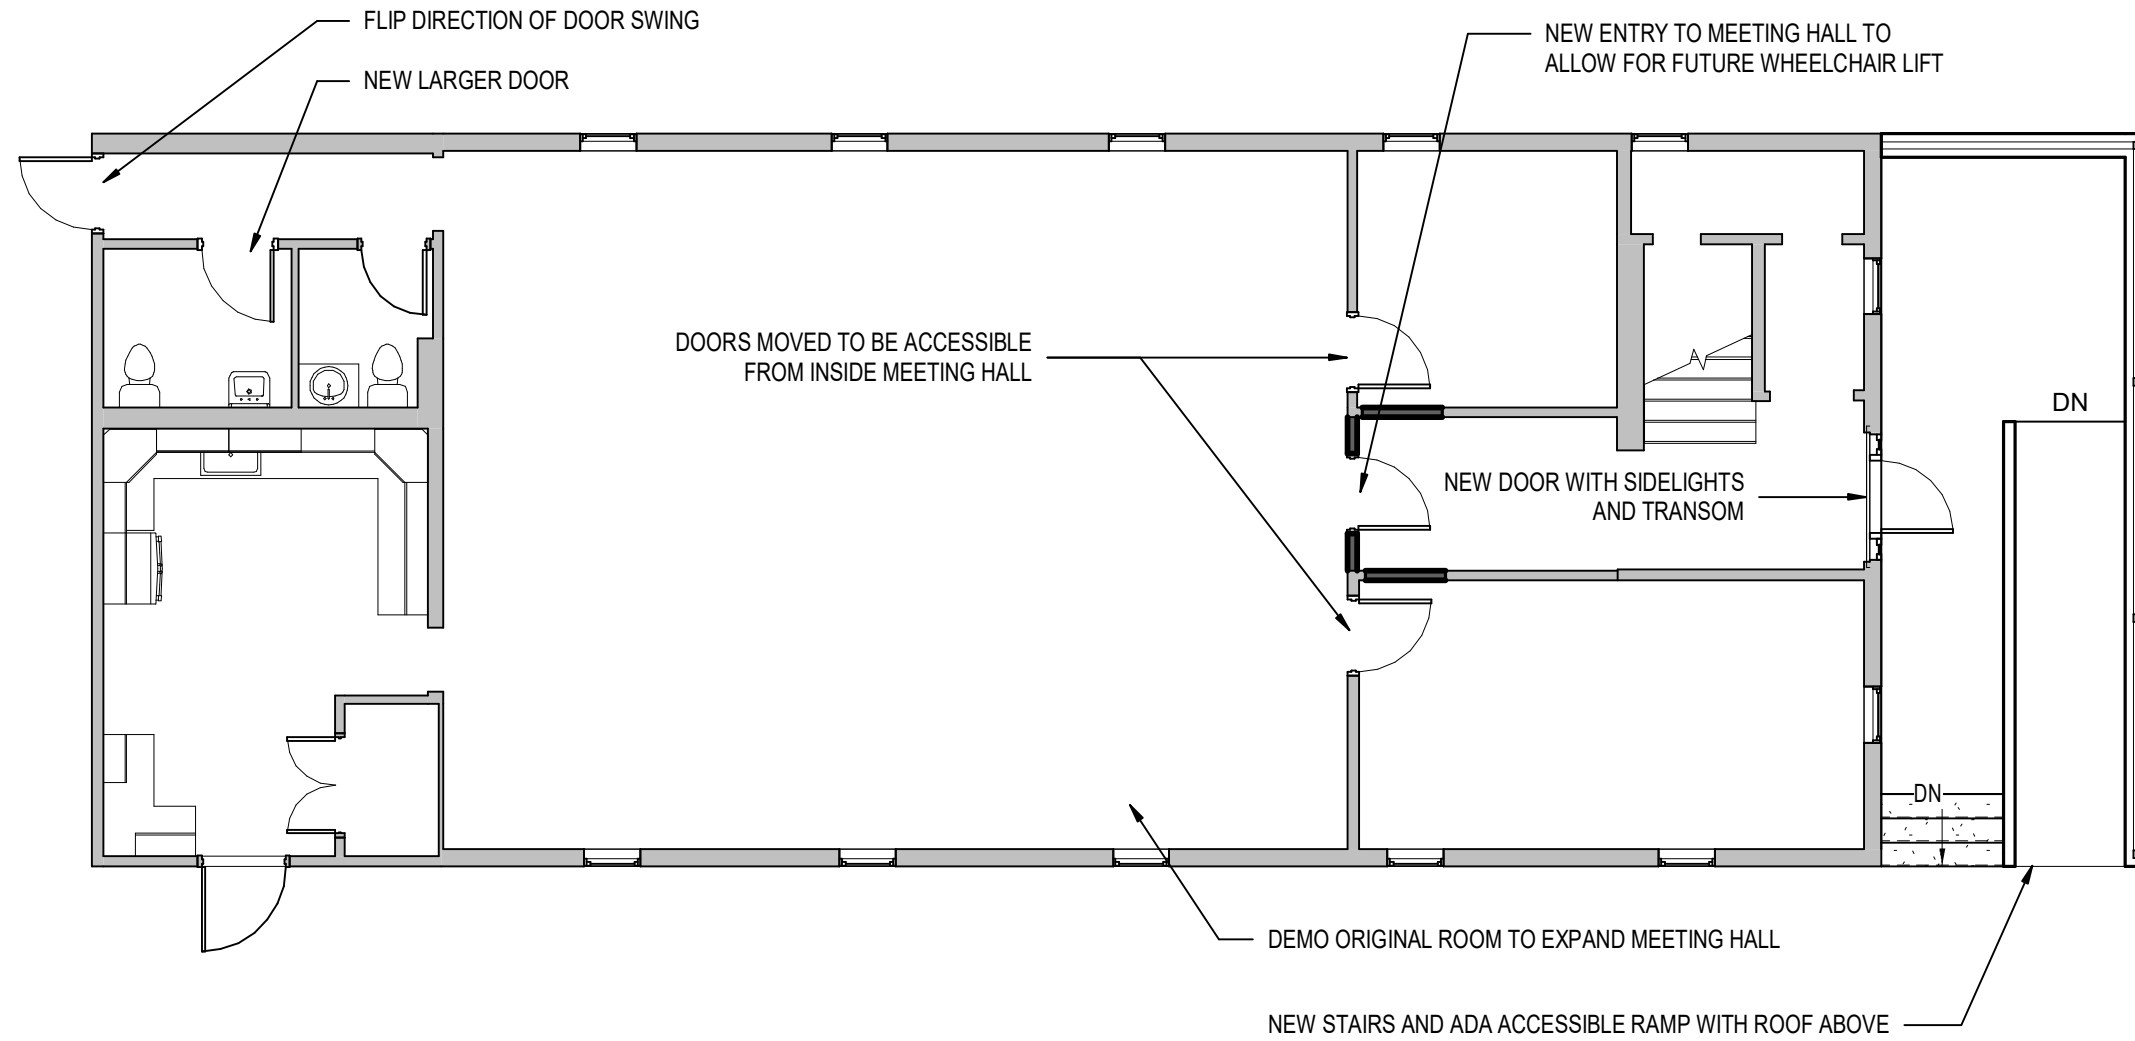 FLIP DIRECTION OF DOOR SWING
NEW LARGER DOOR
NEW ENTRY TO MEETING HALL TO
ALLOW FOR FUTURE WHEELCHAIR LIFT
DOORS MOVED TO BE ACCESSIBLE
FROM INSIDE MEETING HALL
DN
NEW DOOR WITH SIDELIGHTS
AND TRANSOM
DN
DEMO ORIGINAL ROOM TO EXPAND MEETING HALL
NEW STAIRS AND ADA ACCESSIBLE RAMP WITH ROOF ABOVE